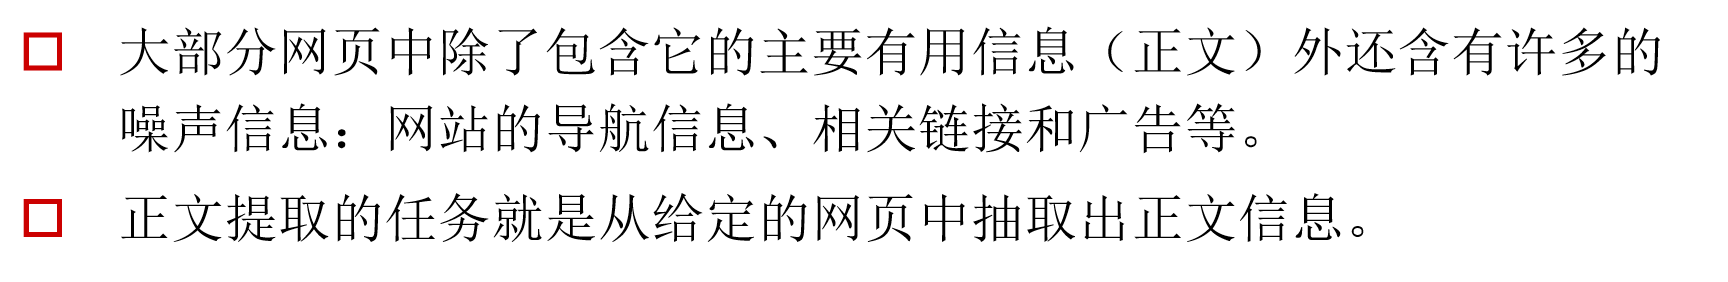 大部分网页中除了包含它的主要有用信息（正文）外还含有许多的
噪声信息：网站的导航信息、相关链接和广告等。
正文提取的任务就是从给定的网页中抽取出正文信息。